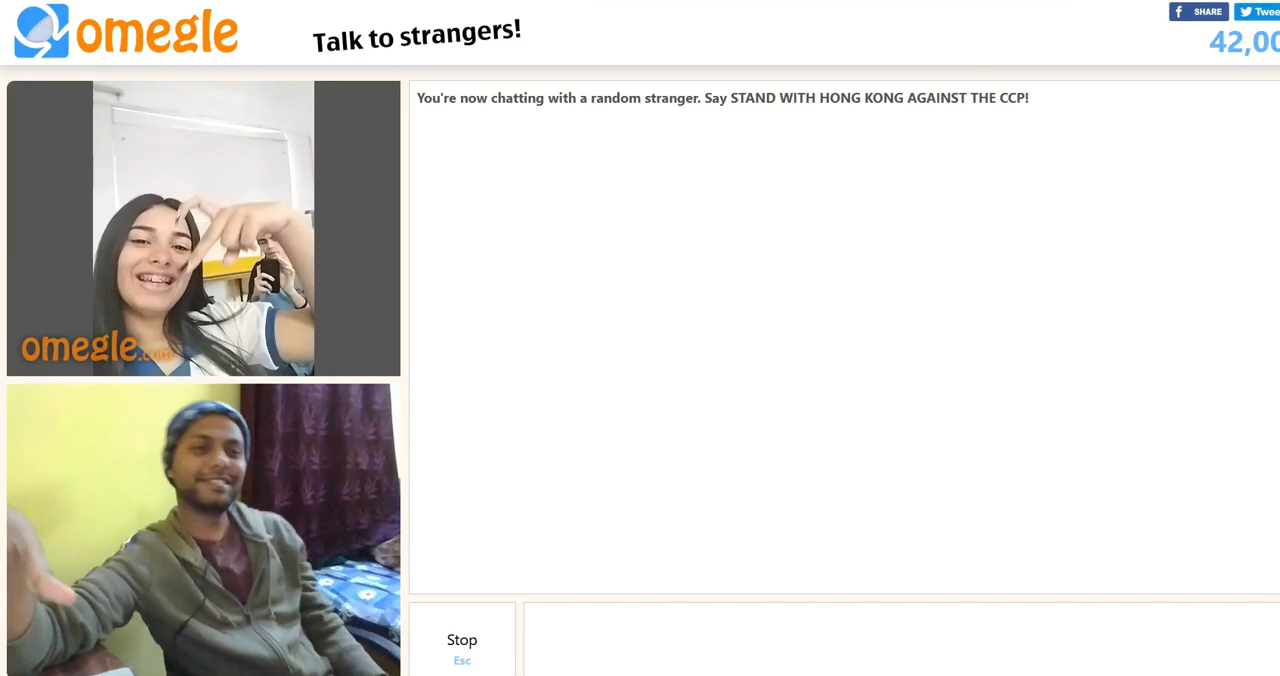 omegle
Talk to strangers!
f SHARE
Twee
42,00
You're now chatting with a random stranger. Say STAND WITH HONG KONG AGAINST THE CCP!
omegle.com
Stop
Esc